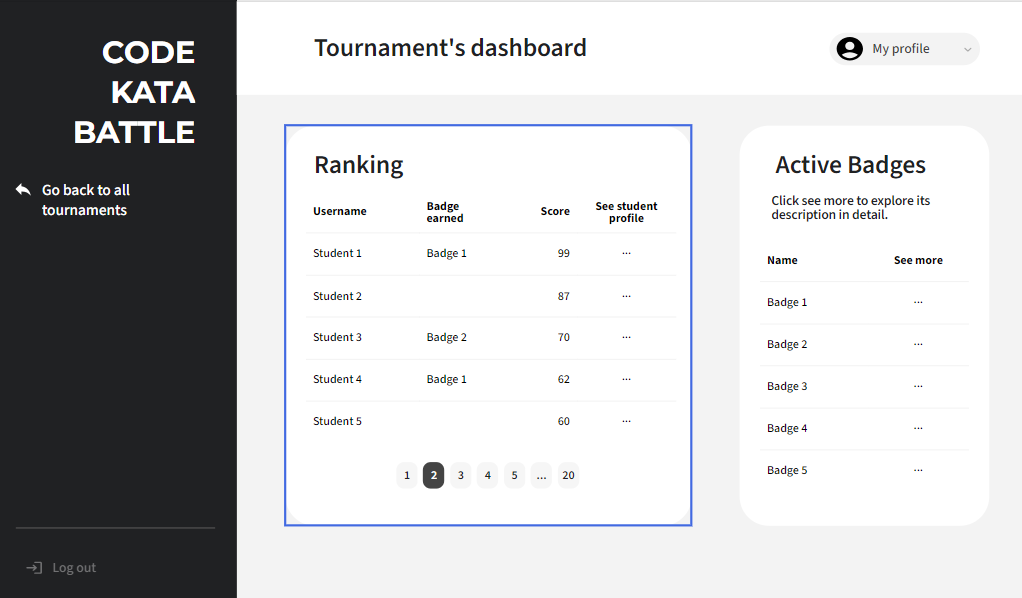 CODE
KATA
BATTLE
Go back to all
tournaments
Log out
Tournament's dashboard
My profile
Ranking
Username Badge earned Score See student profile
Student 1 Badge 1 99 ...
Student 2 87 ...
Student 3 Badge 2 70 ...
Student 4 Badge 1 62 ...
Student 5 60 ...
1 2 3 4 5 ... 20
Active Badges
Click see more to explore its
description in detail.
Name See more
Badge 1 ...
Badge 2 ...
Badge 3 ...
Badge 4 ...
Badge 5 ...